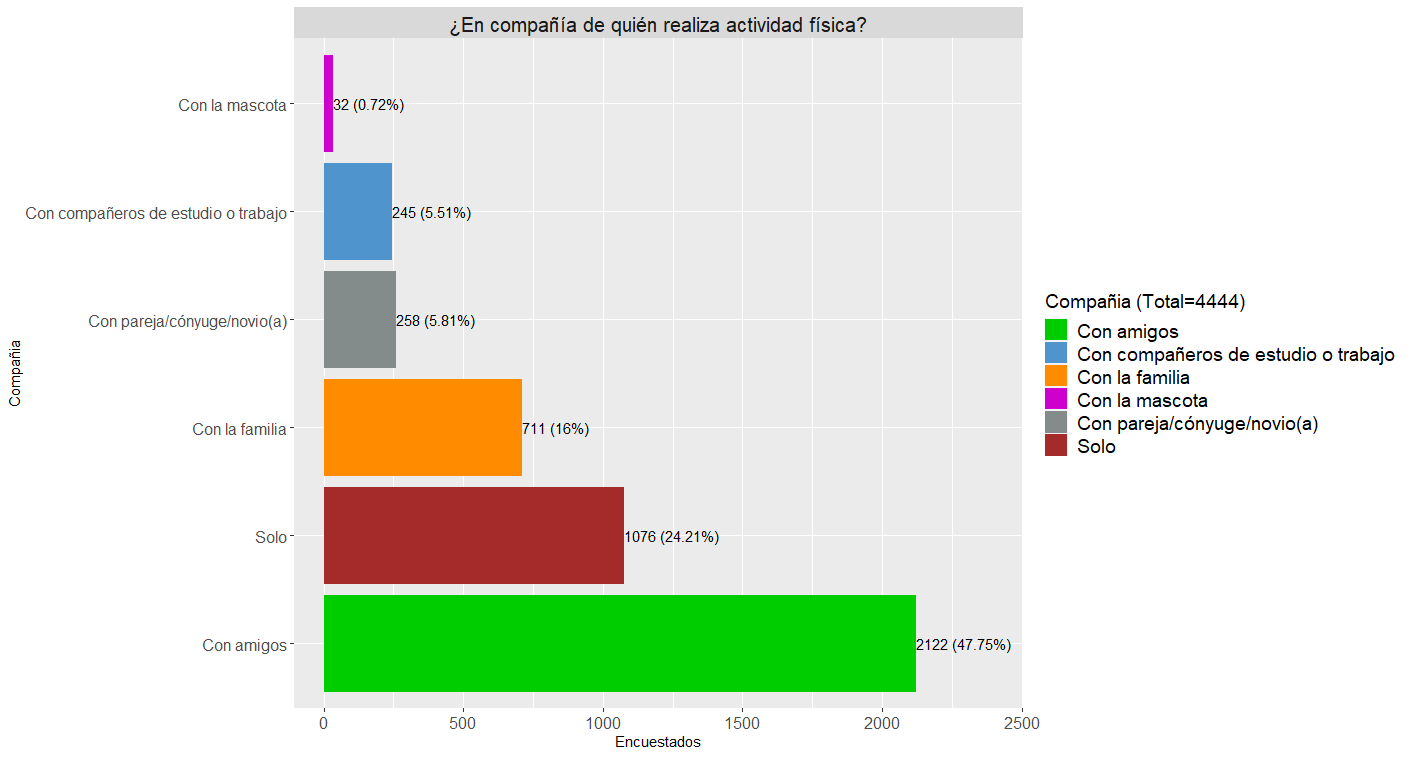 ¿En compañía de quién realiza actividad física?
Con la mascota
32 (0.72%)
Con compañeros de estudio o trabajo
245 (5.51%)
Con pareja/cónyuge/novio(a)
258 (5.81%)
Con la familia
711 (16%)
Solo
1076 (24.21%)
Con amigos
2122 (47.75%)
0
500
1000
1500
2000
2500
Encuestados
Compañia
Compañia (Total=4444)
Con amigos
Con compañeros de estudio o trabajo
Con la familia
Con la mascota
Con pareja/cónyuge/novio(a)
Solo